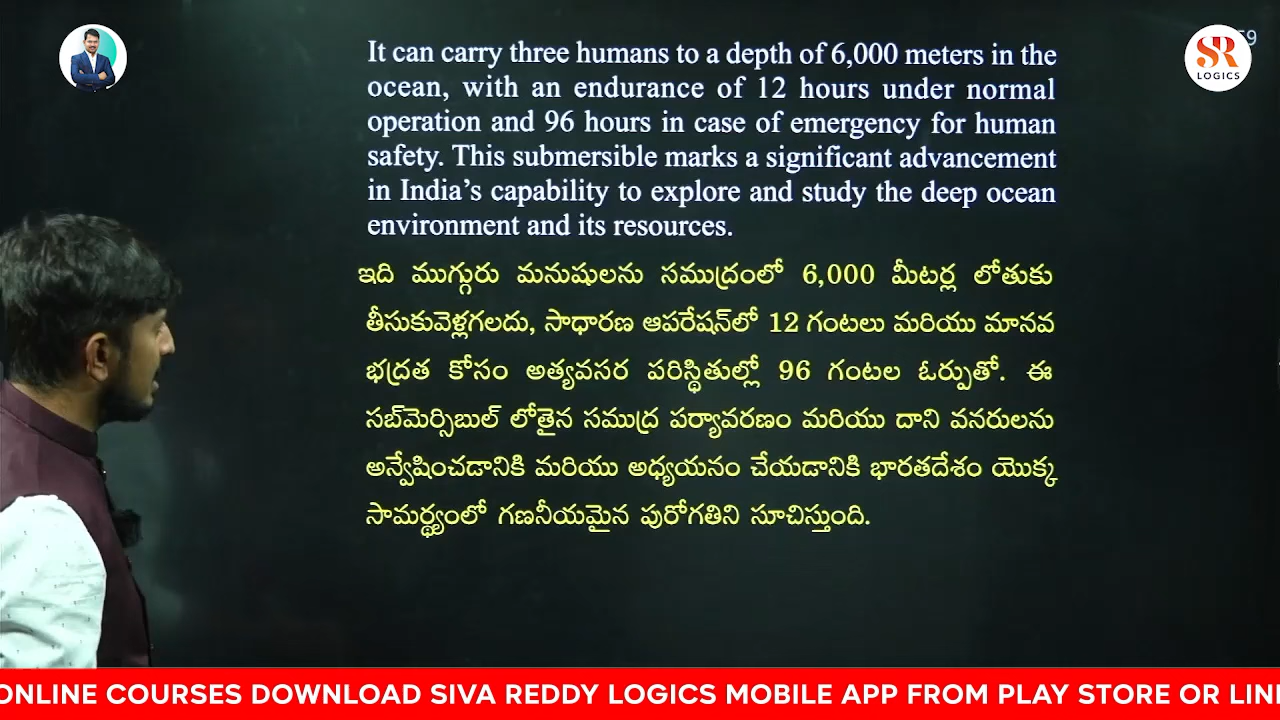 SR
LOGICS
59
It can carry three humans to a depth of 6,000 meters in the
ocean, with an endurance of 12 hours under normal
operation and 96 hours in case of emergency for human
safety. This submersible marks a significant advancement
in India's capability to explore and study the deep ocean
environment and its resources.
ఇది ముగ్గురు మనుషులను సముద్రంలో 6,000 మీటర్ల లోతుకు
తీసుకువెళ్లగలదు, సాధారణ ఆపరేషన్‌లో 12 గంటలు మరియు మానవ
భద్రత కోసం అత్యవసర పరిస్థితుల్లో 96 గంటల ఓర్పుతో. ఈ
సబ్‌మెర్సిబుల్ లోతైన సముద్ర పర్యావరణం మరియు దాని వనరులను
అన్వేషించడానికి మరియు అధ్యయనం చేయడానికి భారతదేశం యొక్క
సామర్థ్యంలో గణనీయమైన పురోగతిని సూచిస్తుంది.
ONLINE COURSES DOWNLOAD SIVA REDDY LOGICS MOBILE APP FROM PLAY STORE OR LIN